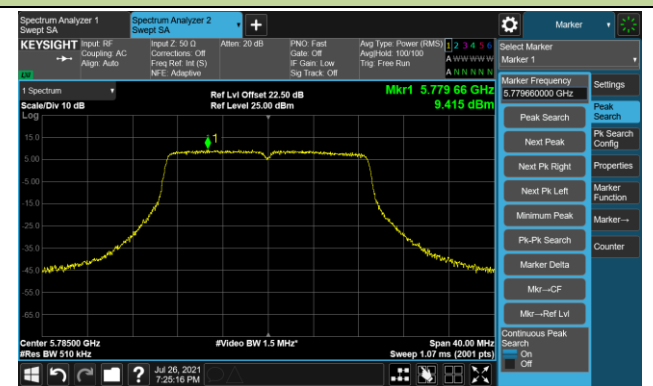 Spectrum Analyzer 1
Swept SA
Spectrum Analyzer 2
Swept SA
+
Marker
KEYSIGHT
Input: RF
Coupling: AC
Align: Auto
Input Z: 50 Ω
Corrections: Off
Freq Ref: Int (S)
NFE: Adaptive
Atten: 20 dB
PNO: Fast
Gate: Off
IF Gain: Low
Sig Track: Off
Avg Type: Power (RMS)
Avg|Hold: 100/100
Trig: Free Run
1 2 3 4 5 6
A W W W W W
A N N N N N
Select Marker
Marker 1
1 Spectrum
Scale/Div 10 dB
Log
Ref Lvl Offset 22.50 dB
Ref Level 25.00 dBm
Mkr1 5.779 66 GHz
9.415 dBm
15.0
5.00
-5.00
-15.0
-25.0
-35.0
-45.0
-55.0
-65.0
1
Center 5.78500 GHz
#Res BW 510 kHz
#Video BW 1.5 MHz*
Span 40.00 MHz
Sweep 1.07 ms (2001 pts)
Marker Frequency
5.779660000 GHz
Peak Search
Next Peak
Next Pk Right
Next Pk Left
Minimum Peak
Pk-Pk Search
Marker Delta
Mkr→CF
Mkr→Ref Lvl
Continuous Peak
Search
On
Off
Settings
Peak
Search
Pk Search
Config
Properties
Marker
Function
Marker→
Counter
?
Jul 26, 2021
7:25:16 PM